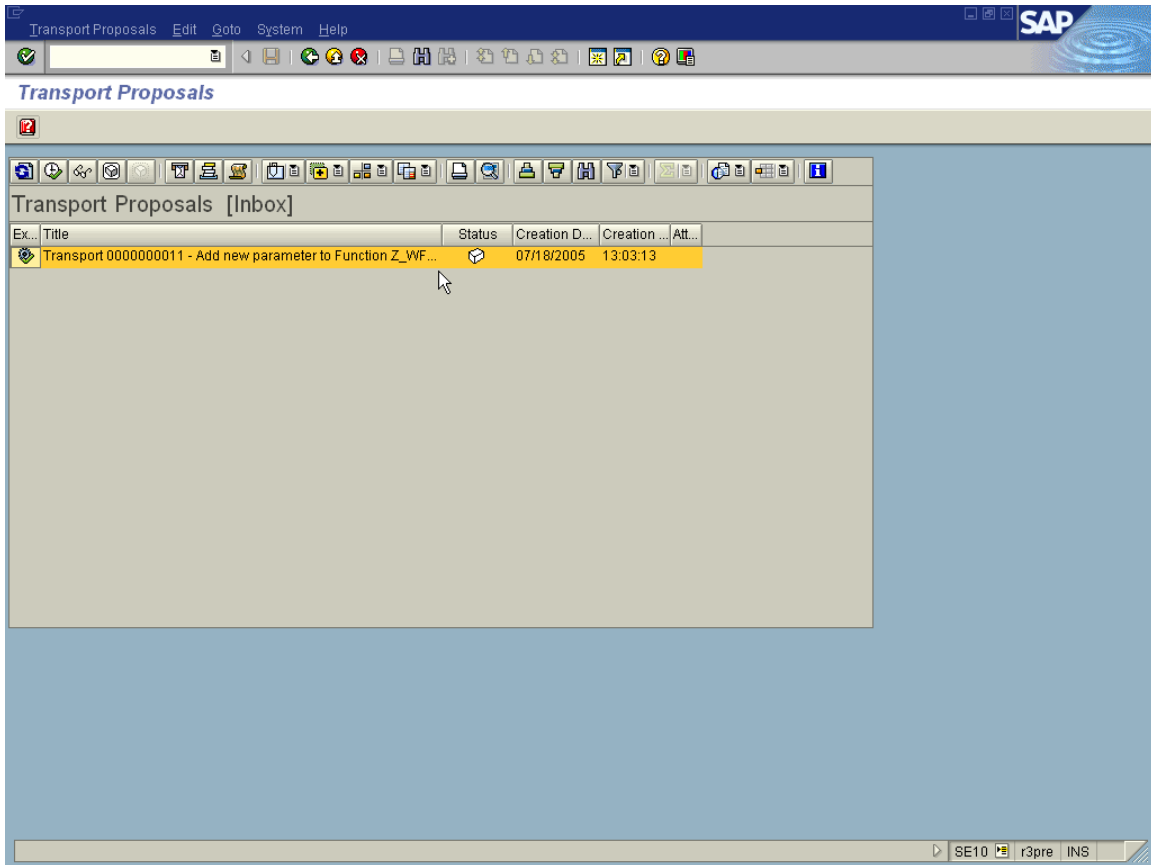 Transport Proposals Edit Goto System Help
SAP
Transport Proposals
Transport Proposals [Inbox]
Ex... Title Status Creation D... Creation ... Att...
Transport 0000000011 - Add new parameter to Function Z_WF... 07/18/2005 13:03:13
SE10 r3pre INS